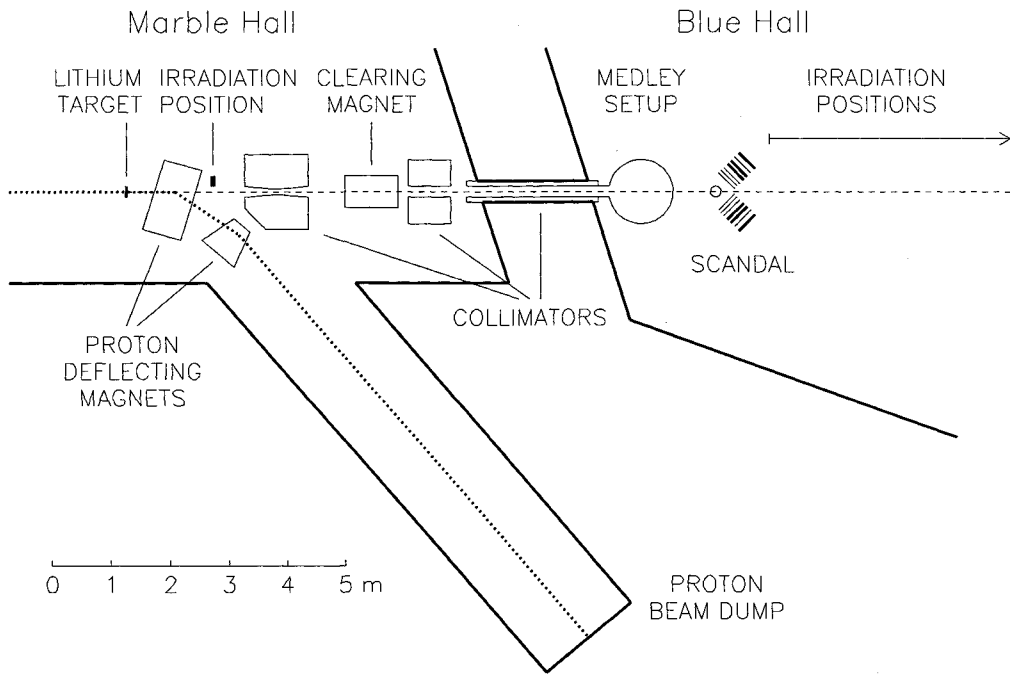 Marble Hall
Blue Hall
LITHIUM
TARGET
IRRADIATION
POSITION
CLEARING
MAGNET
MEDLEY
SETUP
IRRADIATION
POSITIONS
SCANDAL
COLLIMATORS
PROTON
DEFLECTING
MAGNETS
0 1 2 3 4 5 m
PROTON
BEAM DUMP